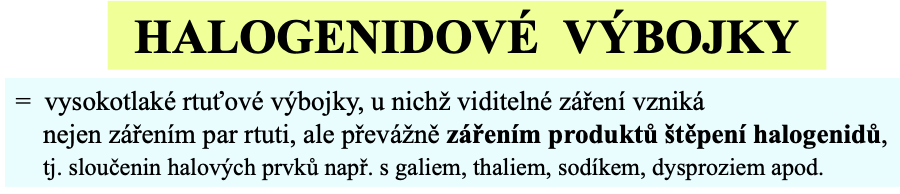 HALOGENIDOVÉ VÝBOJKY
= vysokotlaké rtuťové výbojky, u nichž viditelné záření vzniká
nejen zářením par rtuti, ale převážně zářením produktů štěpení halogenidů,
tj. sloučenin halových prvků např. s galiem, thaliem, sodíkem, dysproziem apod.